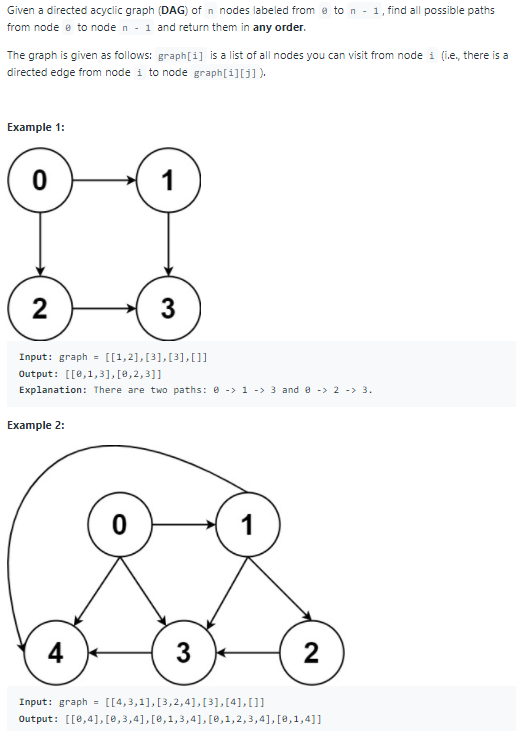 Given a directed acyclic graph (DAG) of n nodes labeled from 0 to n - 1, find all possible paths
from node 0 to node n - 1 and return them in any order.
The graph is given as follows: graph[i] is a list of all nodes you can visit from node i (i.e., there is a
directed edge from node i to node graph[i][j]).
Example 1:
0
1
2
3
Input: graph = [[1,2],[3],[3],[]]
Output: [[0,1,3],[0,2,3]]
Explanation: There are two paths: 0 -> 1 -> 3 and 0 -> 2 -> 3.
Example 2:
0
1
4
3
2
Input: graph = [[4,3,1],[3,2,4],[3],[4],[]]
Output: [[0,4],[0,3,4],[0,1,3,4],[0,1,2,3,4],[0,1,4]]